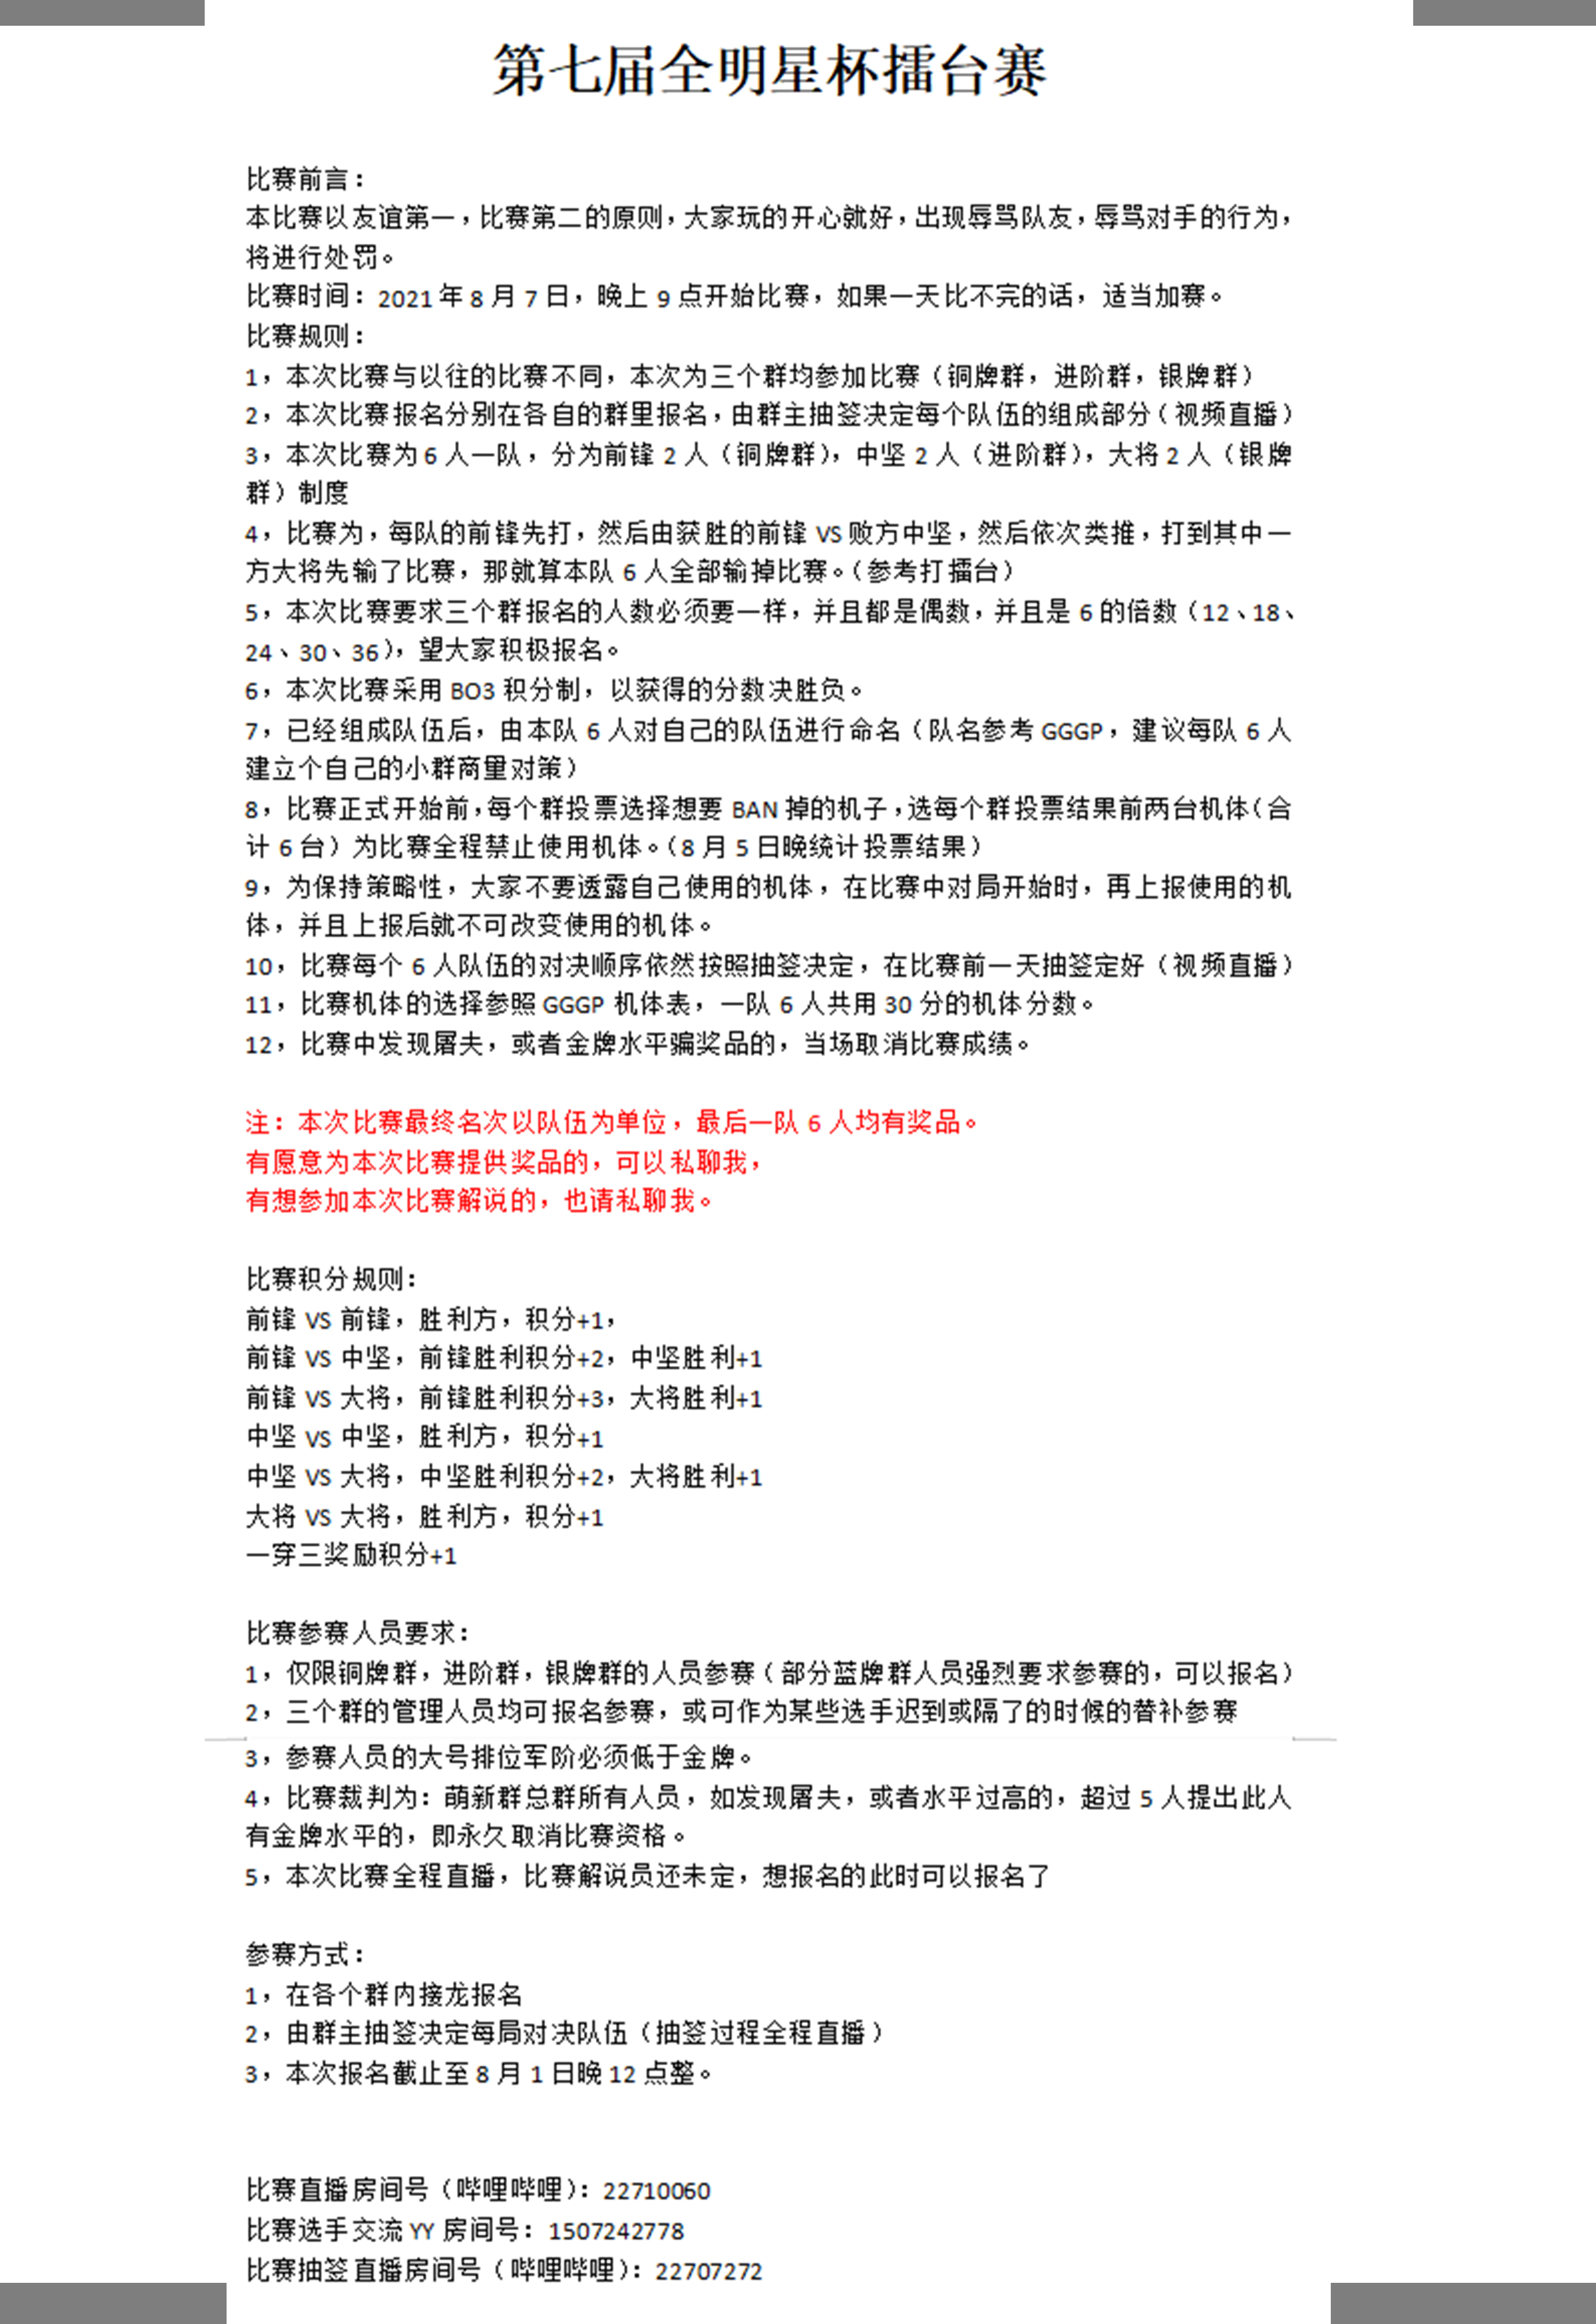 第七届全明星杯擂台赛
比赛前言：
本比赛以友谊第一，比赛第二的原则，大家玩的开心就好，出现辱骂队友，辱骂对手的行为，
将进行处罚。
比赛时间：2021年8月7日，晚上9点开始比赛，如果一天比不完的话，适当加赛。
比赛规则：
1，本次比赛与以往的比赛不同，本次为三个群均参加比赛（铜牌群，进阶群，银牌群）
2，本次比赛报名分别在各自的群里报名，由群主抽签决定每个队伍的组成部分（视频直播）
3，本次比赛为6人一队，分为前锋2人（铜牌群），中坚2人（进阶群），大将2人（银牌
群）制度
4，比赛为，每队的前锋先打，然后由获胜的前锋VS败方中坚，然后依次类推，打到其中一
方大将先输了比赛，那就算本队6人全部输掉比赛。（参考打擂台）
5，本次比赛要求三个群报名的人数必须要一样，并且都是偶数，并且是6的倍数（12、18、
24、30、36），望大家积极报名。
6，本次比赛采用BO3积分制，以获得的分数决胜负。
7，已经组成队伍后，由本队6人对自己的队伍进行命名（队名参考GGGP，建议每队6人
建立个自己的小群商量对策）
8，比赛正式开始前，每个群投票选择想要BAN掉的机子，选每个群投票结果前两台机体（合
计6台）为比赛全程禁止使用机体。（8月5日晚统计投票结果）
9，为保持策略性，大家不要透露自己使用的机体，在比赛中对局开始时，再上报使用的机
体，并且上报后就不可改变使用的机体。
10，比赛每个6人队伍的对决顺序依然按照抽签决定，在比赛前一天抽签定好（视频直播）
11，比赛机体的选择参照GGGP机体表，一队6人共用30分的机体分数。
12，比赛中发现屠夫，或者金牌水平骗奖品的，当场取消比赛成绩。
注：本次比赛最终名次以队伍为单位，最后一队6人均有奖品。
有愿意为本次比赛提供奖品的，可以私聊我，
有想参加本次比赛解说的，也请私聊我。
比赛积分规则：
前锋VS前锋，胜利方，积分+1，
前锋VS中坚，前锋胜利积分+2，中坚胜利+1
前锋VS大将，前锋胜利积分+3，大将胜利+1
中坚VS中坚，胜利方，积分+1
中坚VS大将，中坚胜利积分+2，大将胜利+1
大将VS大将，胜利方，积分+1
一穿三奖励积分+1
比赛参赛人员要求：
1，仅限铜牌群，进阶群，银牌群的人员参赛（部分蓝牌群人员强烈要求参赛的，可以报名）
2，三个群的管理人员均可报名参赛，或可作为某些选手迟到或隔了的时候的替补参赛
3，参赛人员的大号排位军阶必须低于金牌。
4，比赛裁判为：萌新群总群所有人员，如发现屠夫，或者水平过高的，超过5人提出此人
有金牌水平的，即永久取消比赛资格。
5，本次比赛全程直播，比赛解说员还未定，想报名的此时可以报名了
参赛方式：
1，在各个群内接龙报名
2，由群主抽签决定每局对决队伍（抽签过程全程直播）
3，本次报名截止至8月1日晚12点整。
比赛直播房间号（哔哩哔哩）：22710060
比赛选手交流YY房间号：1507242778
比赛抽签直播房间号（哔哩哔哩）：22707272